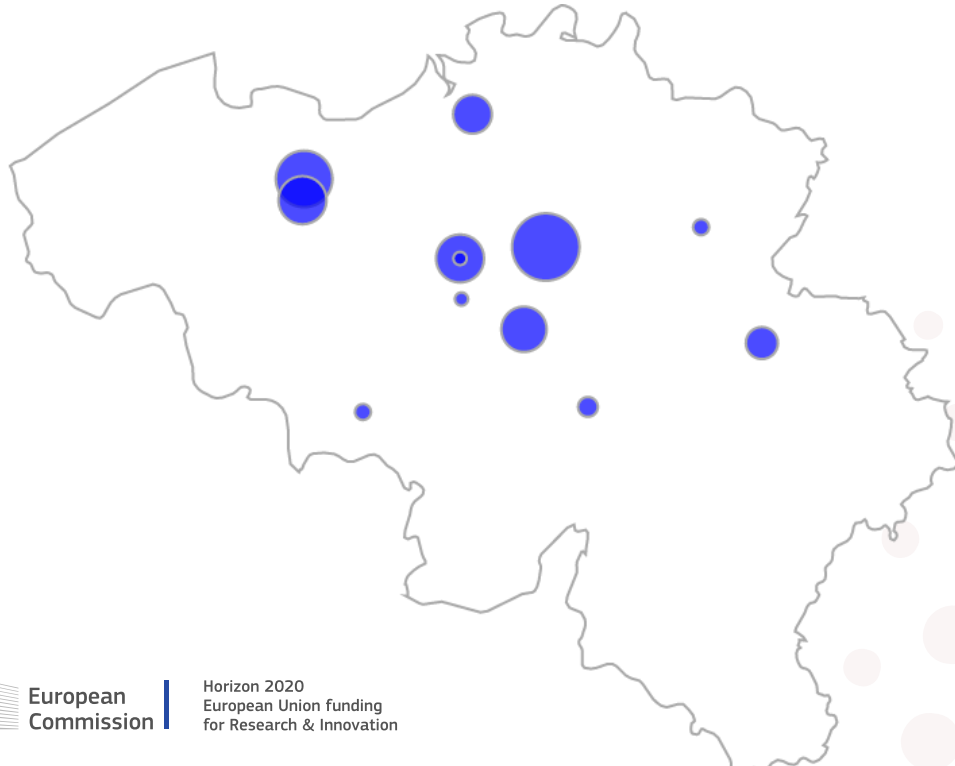 European
Commission
Horizon 2020
European Union funding
for Research & Innovation